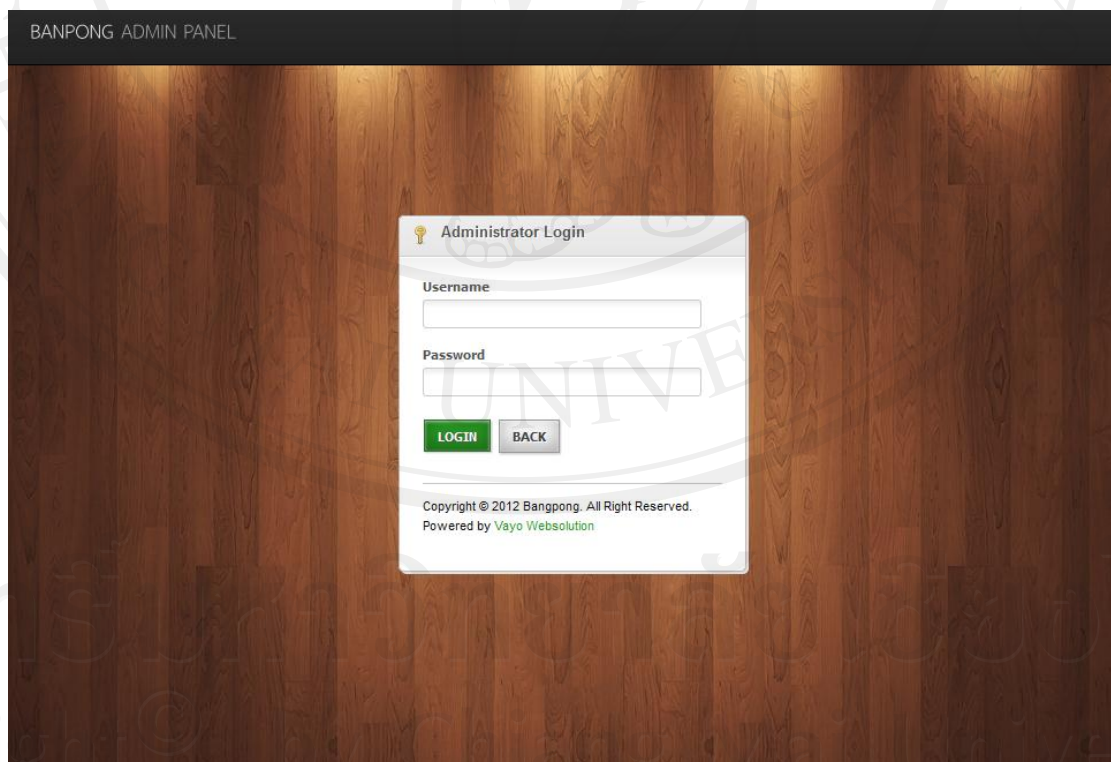 BANPONG ADMIN PANEL
Administrator Login
Username
Password
UNIVE
LOGIN BACK
Copyright © 2012 Bangpong. All Right Reserved.
Powered by Vayo Websolution